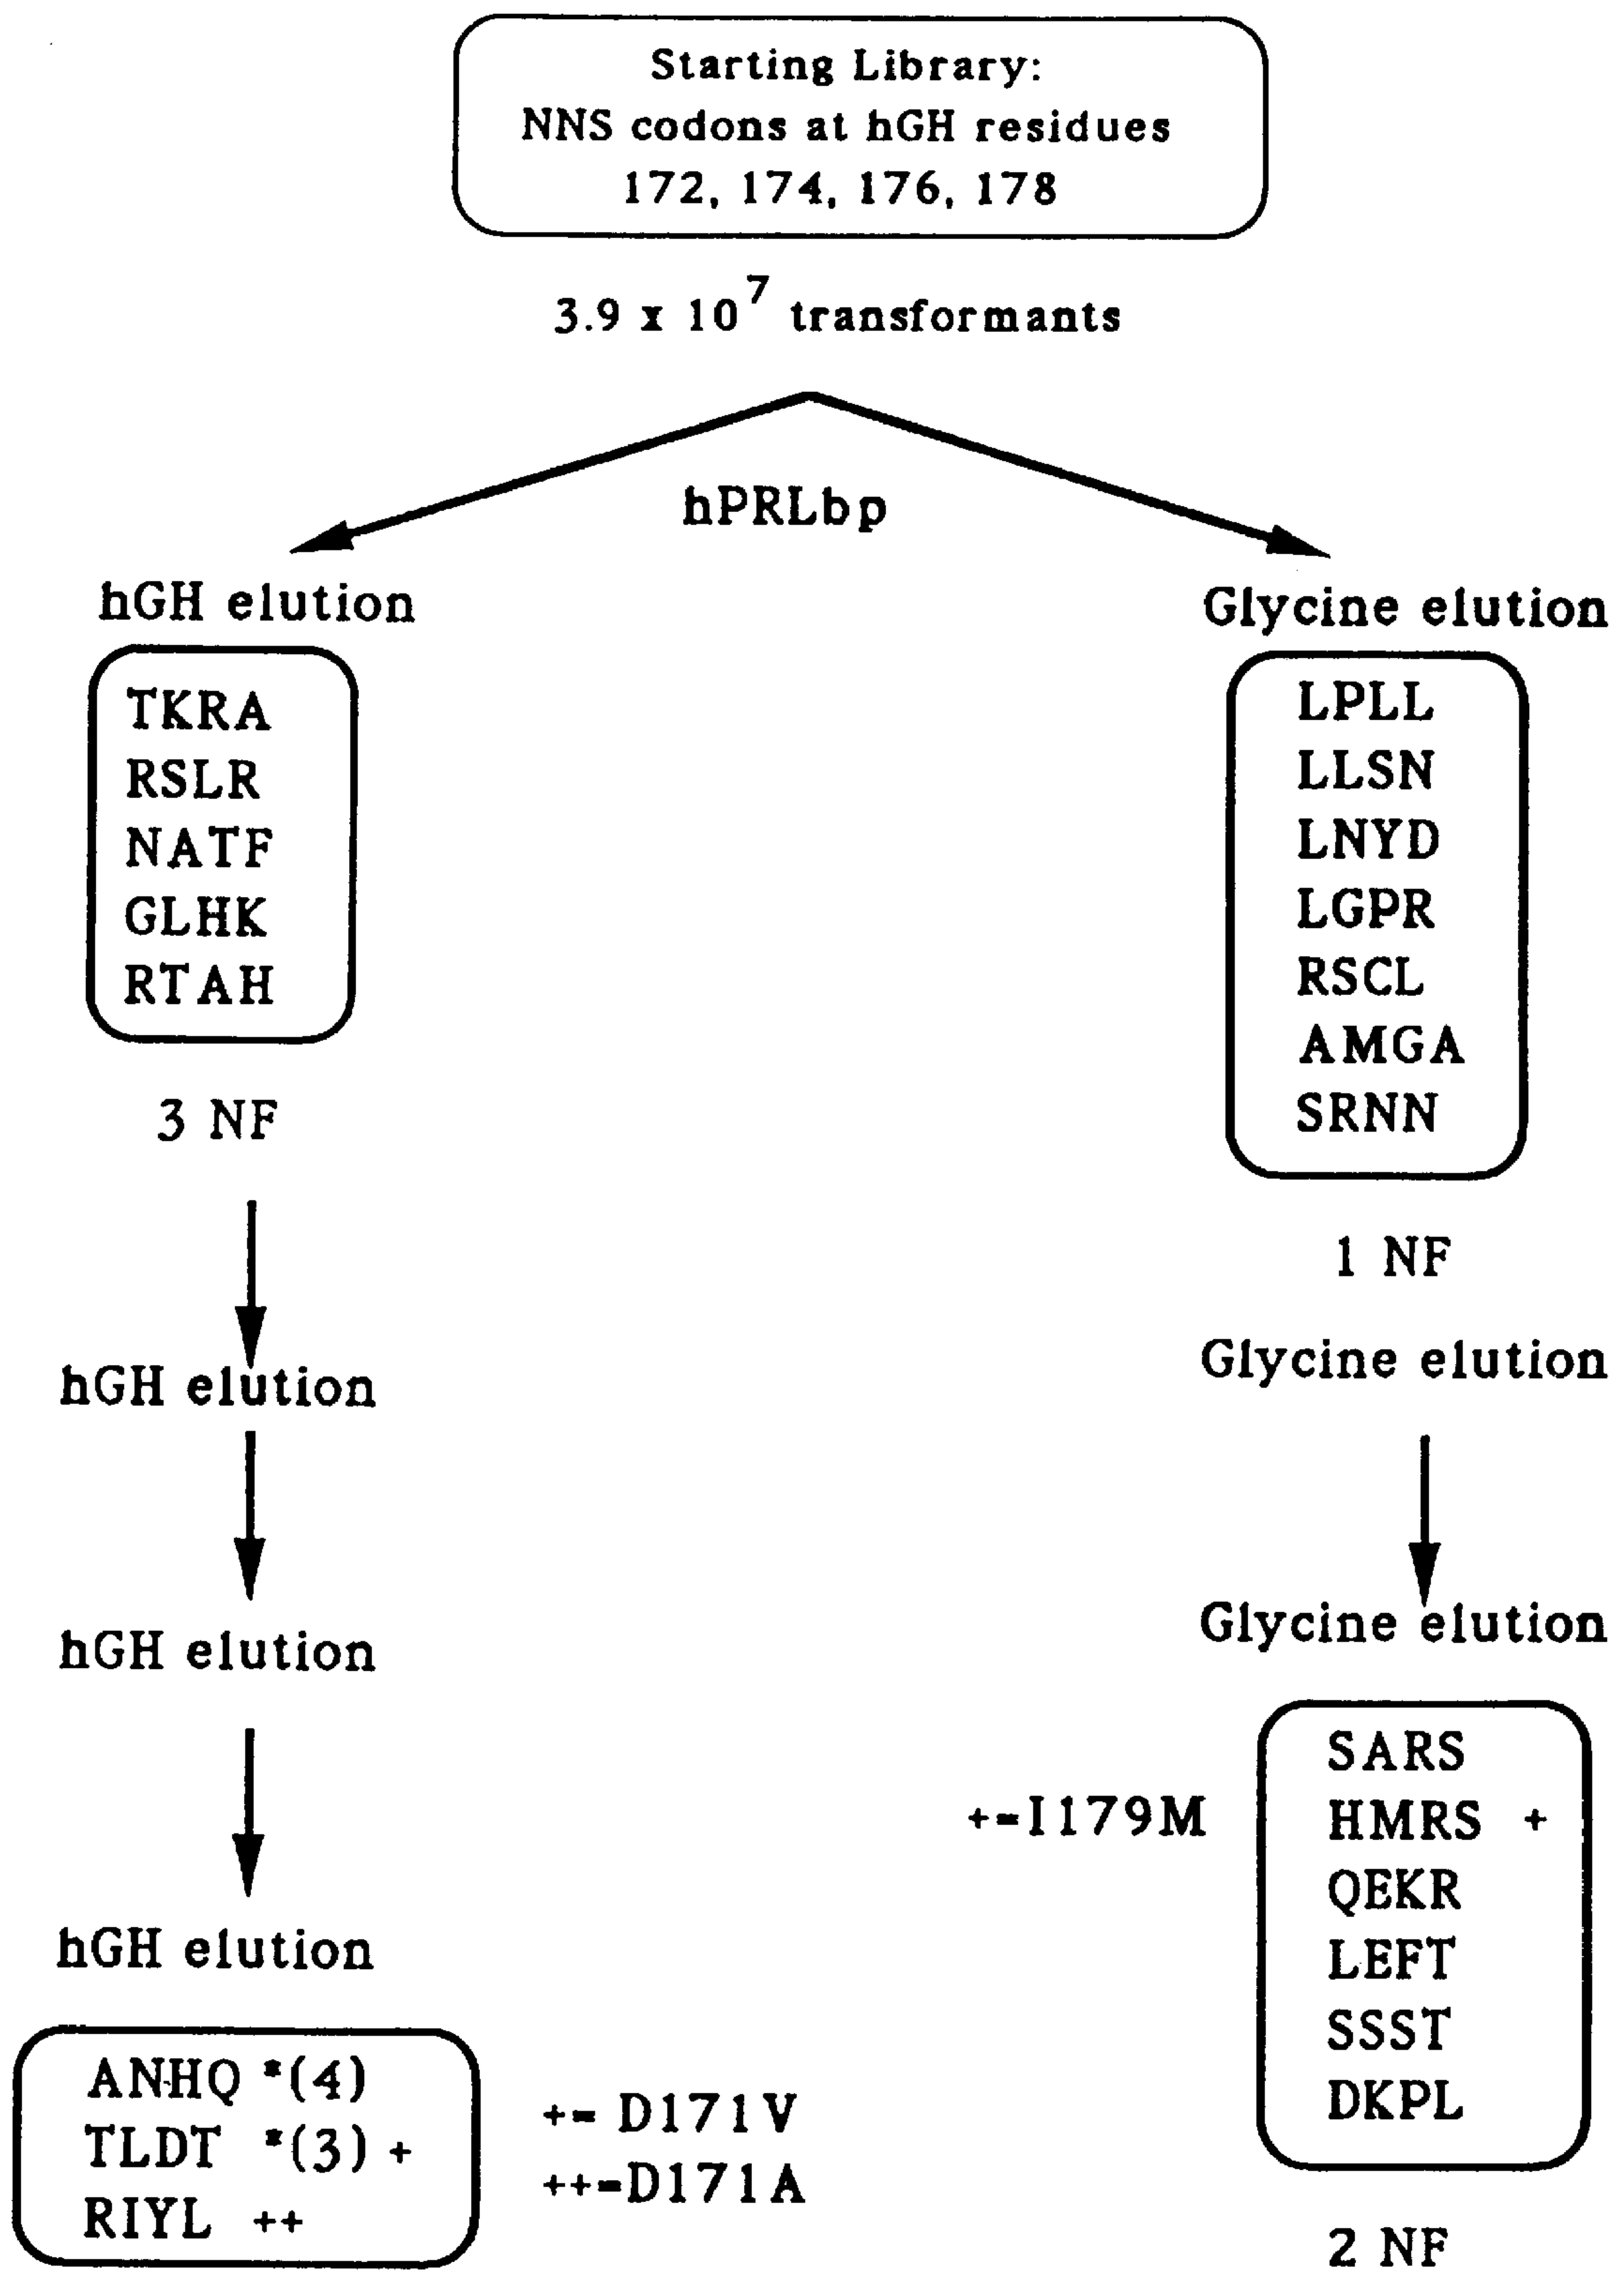 Starting Library:
NNS codons at hGH residues
172, 174, 176, 178
3.9 x 10^7 transformants
hPRLbp
hGH elution
TKRA
RSLR
NATF
GLHK
RTAH
3 NF
hGH elution
hGH elution
hGH elution
ANHQ *(4)
TLDT *(3) +
RIYL ++
+= D171V
++=D171A
Glycine elution
LPLL
LLSN
LNYD
LGPR
RSCL
AMGA
SRNN
1 NF
Glycine elution
Glycine elution
+=I179M
SARS
HMRS +
QEKR
LEFT
SSST
DKPL
2 NF